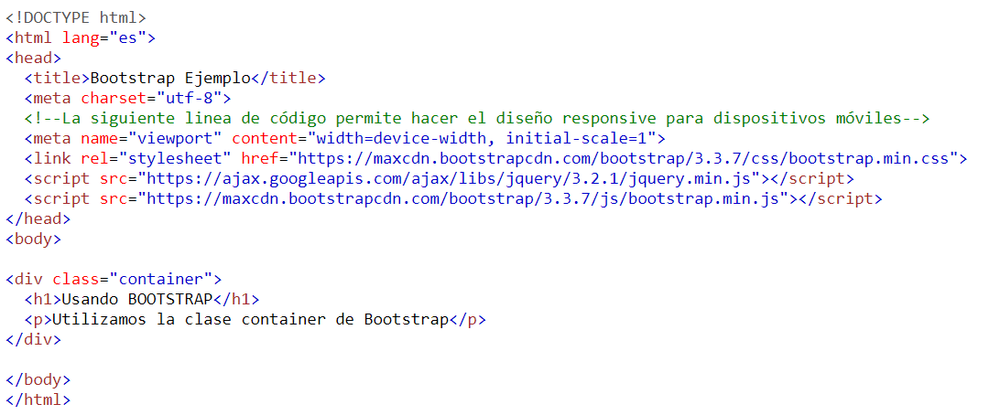 <!DOCTYPE html>
<html lang="es">
<head>
  <title>Bootstrap Ejemplo</title>
  <meta charset="utf-8">
  <!--La siguiente linea de código permite hacer el diseño responsive para dispositivos móviles-->
  <meta name="viewport" content="width=device-width, initial-scale=1">
  <link rel="stylesheet" href="https://maxcdn.bootstrapcdn.com/bootstrap/3.3.7/css/bootstrap.min.css">
  <script src="https://ajax.googleapis.com/ajax/libs/jquery/3.2.1/jquery.min.js"></script>
  <script src="https://maxcdn.bootstrapcdn.com/bootstrap/3.3.7/js/bootstrap.min.js"></script>
</head>
<body>

<div class="container">
  <h1>Usando BOOTSTRAP</h1>
  <p>Utilizamos la clase container de Bootstrap</p>
</div>

</body>
</html>